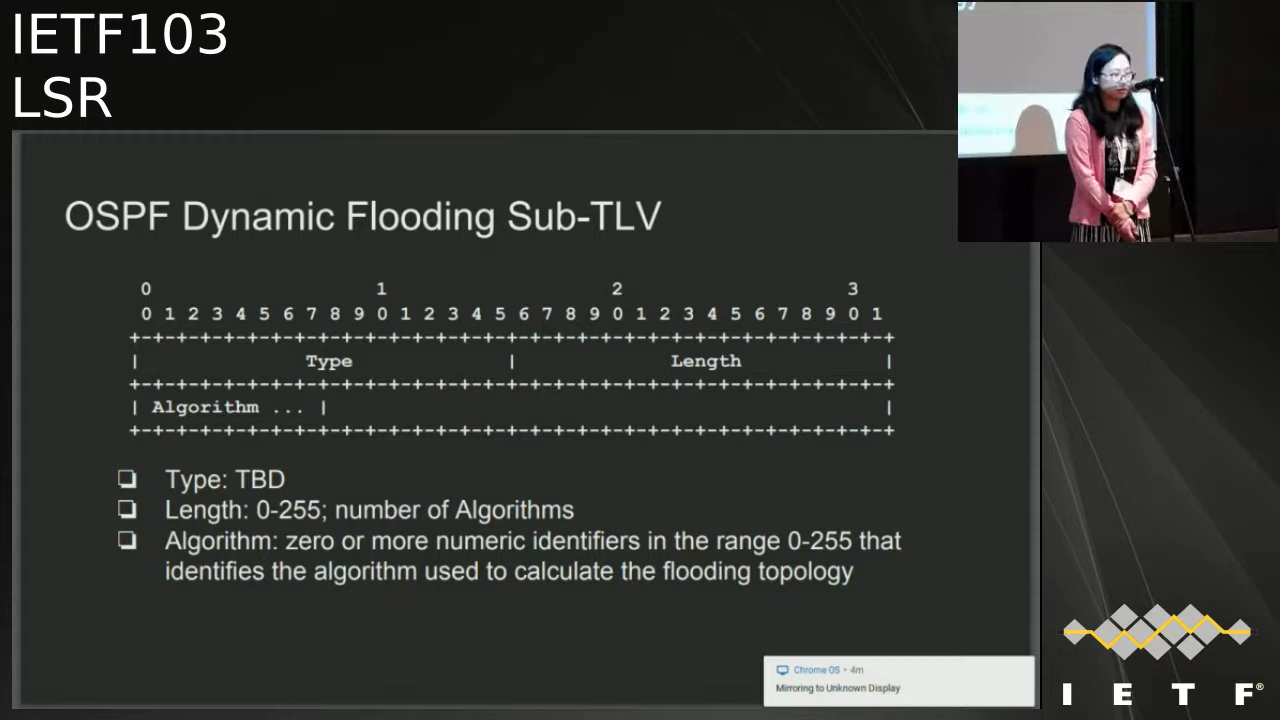 IETF103
LSR
OSPF Dynamic Flooding Sub-TLV
0 1 2 3
0 1 2 3 4 5 6 7 8 9 0 1 2 3 4 5 6 7 8 9 0 1 2 3 4 5 6 7 8 9 0 1
+-+-+-+-+-+-+-+-+-+-+-+-+-+-+-+-+-+-+-+-+-+-+-+-+-+-+-+-+-+-+-+-+
| Type | Length |
+-+-+-+-+-+-+-+-+-+-+-+-+-+-+-+-+-+-+-+-+-+-+-+-+-+-+-+-+-+-+-+-+
| Algorithm ... | |
+-+-+-+-+-+-+-+-+-+-+-+-+-+-+-+-+-+-+-+-+-+-+-+-+-+-+-+-+-+-+-+-+
❏ Type: TBD
❏ Length: 0-255; number of Algorithms
❏ Algorithm: zero or more numeric identifiers in the range 0-255 that
identifies the algorithm used to calculate the flooding topology
Chrome OS • 4m
Mirroring to Unknown Display
I E T F®